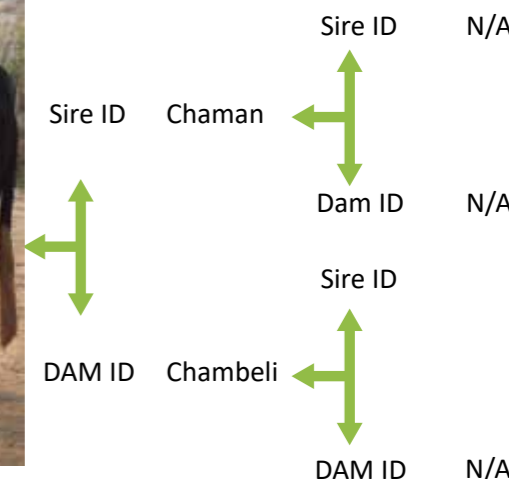 Sire ID N/A
Sire ID Chaman
Dam ID N/A
Sire ID
DAM ID Chambeli
DAM ID N/A